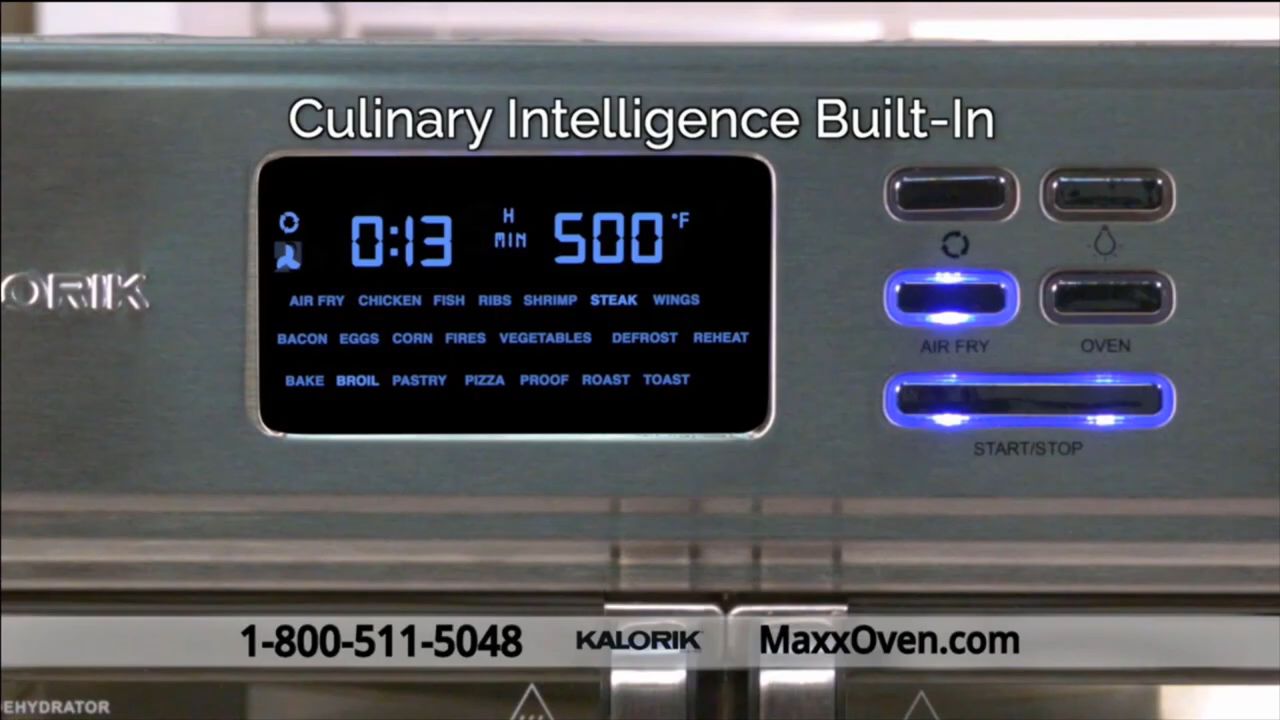 Culinary Intelligence Built-In
0:13 H MIN 500 °F
ORIK
AIR FRY CHICKEN FISH RIBS SHRIMP STEAK WINGS
BACON EGGS CORN FIRES VEGETABLES DEFROST REHEAT
AIR FRY OVEN
BAKE BROIL PASTRY PIZZA PROOF ROAST TOAST
START/STOP
1-800-511-5048 KALORIK MaxxOven.com
EHYDRATOR